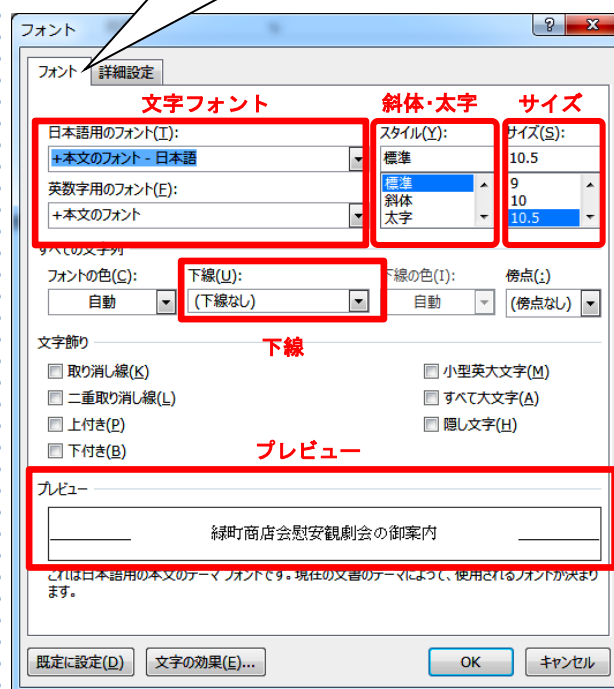 フォント
フォント 詳細設定
文字フォント 斜体･太字 サイズ
日本語用のフォント(T): スタイル(Y): サイズ(S):
+本文のフォント - 日本語 標準 10.5
英数字用のフォント(F): 標準 9
+本文のフォント 斜体 10
太字 10.5
すべての文字列
フォントの色(C): 下線(U): 下線の色(I): 傍点(:)
自動 (下線なし) 自動 (傍点なし)
文字飾り
下線
取り消し線(K) 小型英大文字(M)
二重取り消し線(L) すべて大文字(A)
上付き(P) 隠し文字(H)
下付き(B)
プレビュー
プレビュー
緑町商店会慰安観劇会の御案内
これは日本語用の本文のテーマ フォントです。現在の文書のテーマによって、使用されるフォントが決まり
ます。
既定に設定(D) 文字の効果(E)... OK キャンセル